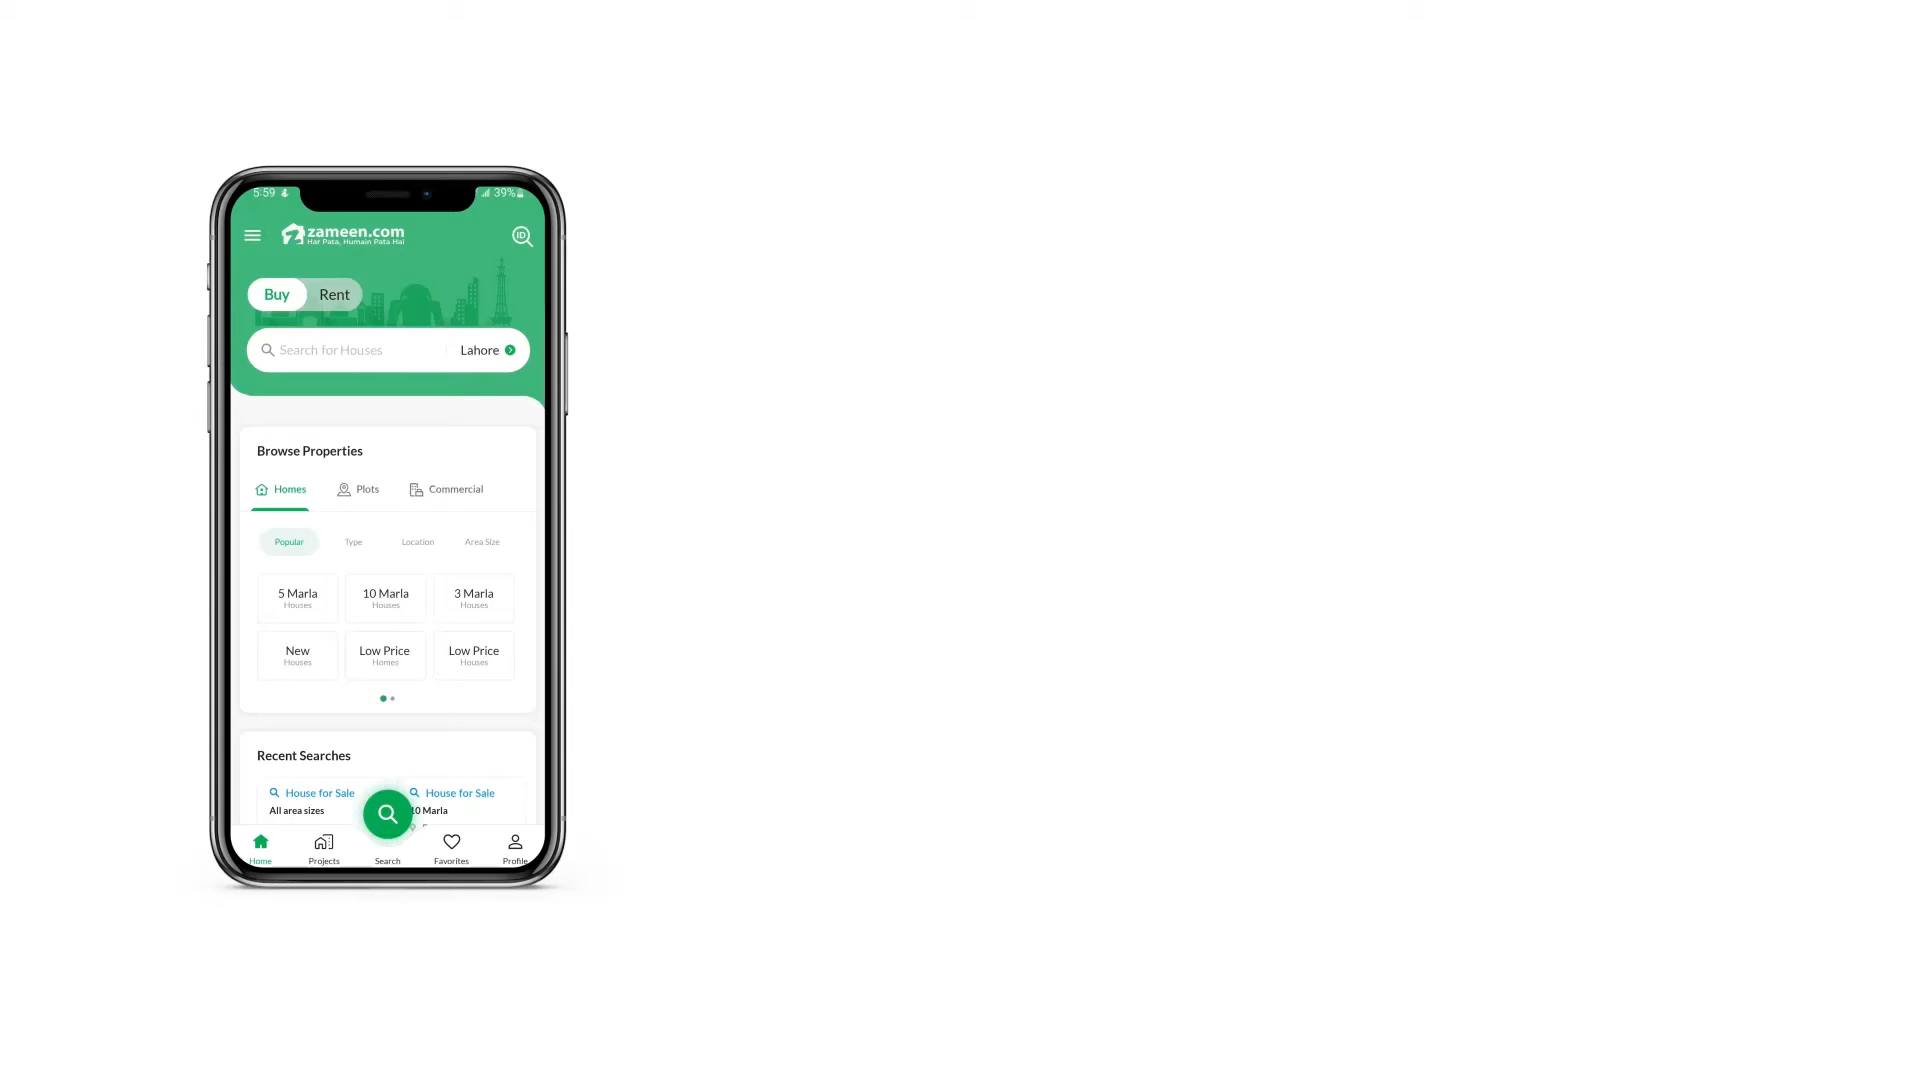 5:59 39%
zameen.com
Har Pata, Humain Pata Hai
ID
Buy Rent
Search for Houses Lahore
Browse Properties
Homes Plots Commercial
Popular Type Location Area Size
5 Marla 10 Marla 3 Marla
Houses Houses Houses
New Low Price Low Price
Houses Homes Houses
Recent Searches
House for Sale House for Sale
All area sizes 10 Marla
Home Projects Search Favorites Profile